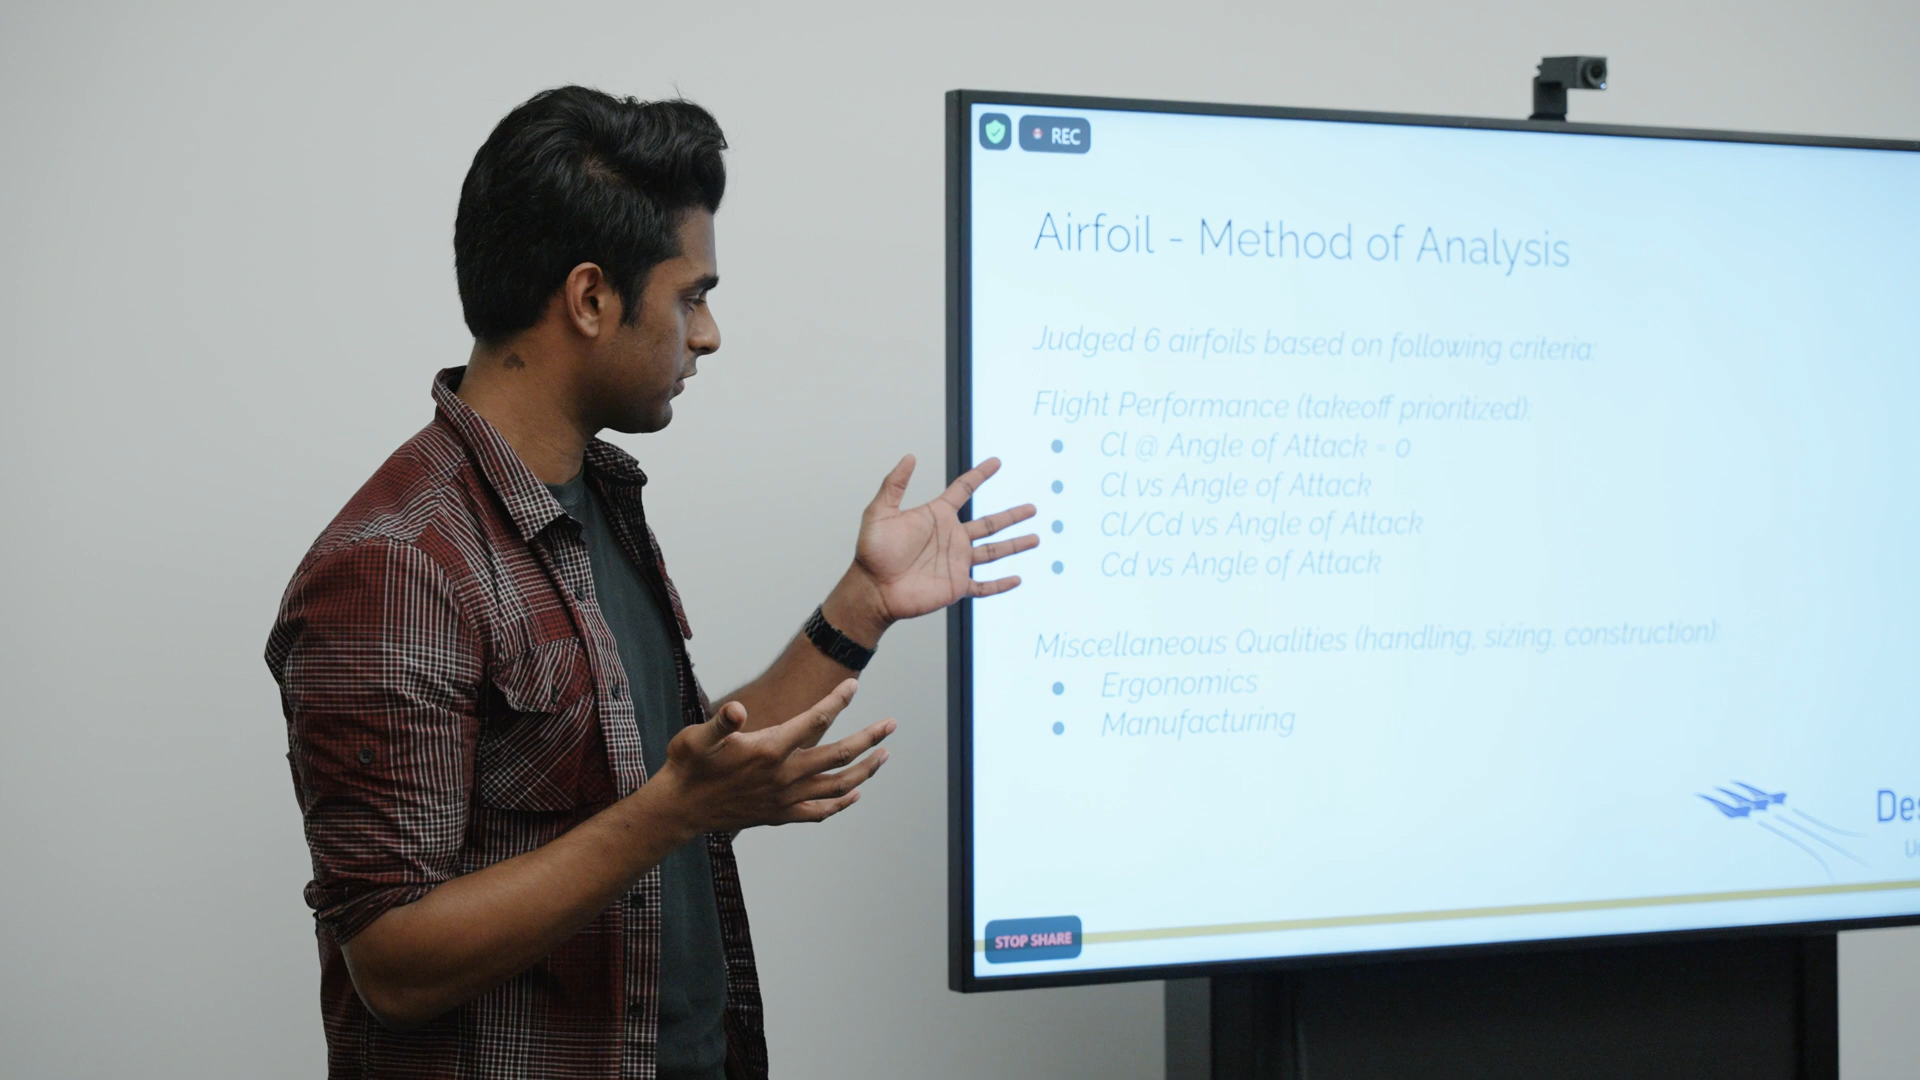 REC
Airfoil - Method of Analysis
Judged 6 airfoils based on following criteria:
Flight Performance (takeoff prioritized):
● Cl @ Angle of Attack = 0
● Cl vs Angle of Attack
● Cl/Cd vs Angle of Attack
● Cd vs Angle of Attack
Miscellaneous Qualities (handling, sizing, construction):
● Ergonomics
● Manufacturing
STOP SHARE